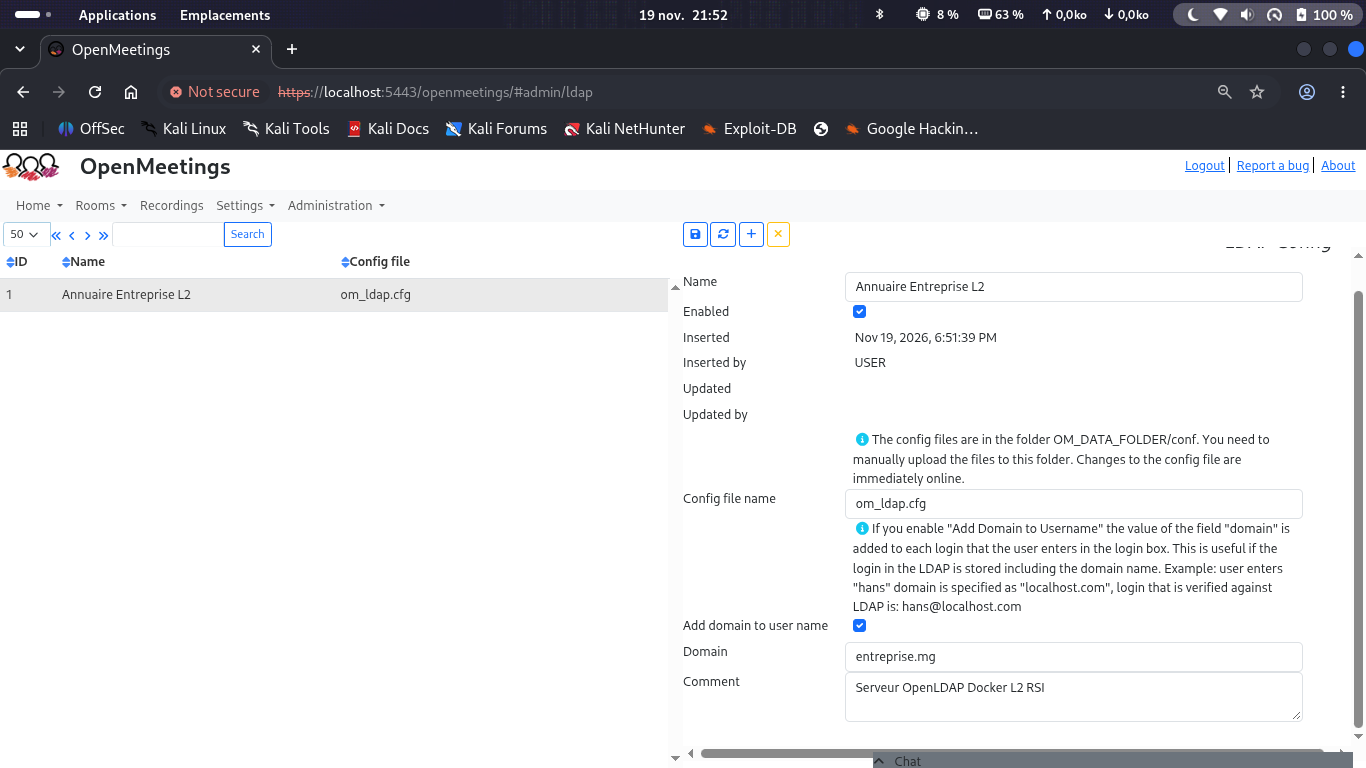 Applications Emplacements 19 nov. 21:52 8 % 63 % 0,0ko 0,0ko 100 %
OpenMeetings
Not secure https://localhost:5443/openmeetings/#admin/ldap
OffSec Kali Linux Kali Tools Kali Docs Kali Forums Kali NetHunter Exploit-DB Google Hackin…
OpenMeetings
Logout Report a bug About
Home Rooms Recordings Settings Administration
50 « ‹ › » Search
LDAP Config
ID Name Config file
1 Annuaire Entreprise L2 om_ldap.cfg
Name Annuaire Entreprise L2
Enabled
Inserted Nov 19, 2026, 6:51:39 PM
Inserted by USER
Updated
Updated by
The config files are in the folder OM_DATA_FOLDER/conf. You need to
manually upload the files to this folder. Changes to the config file are
immediately online.
Config file name om_ldap.cfg
If you enable "Add Domain to Username" the value of the field "domain" is
added to each login that the user enters in the login box. This is useful if the
login in the LDAP is stored including the domain name. Example: user enters
"hans" domain is specified as "localhost.com", login that is verified against
LDAP is: hans@localhost.com
Add domain to user name
Domain entreprise.mg
Comment Serveur OpenLDAP Docker L2 RSI
Chat